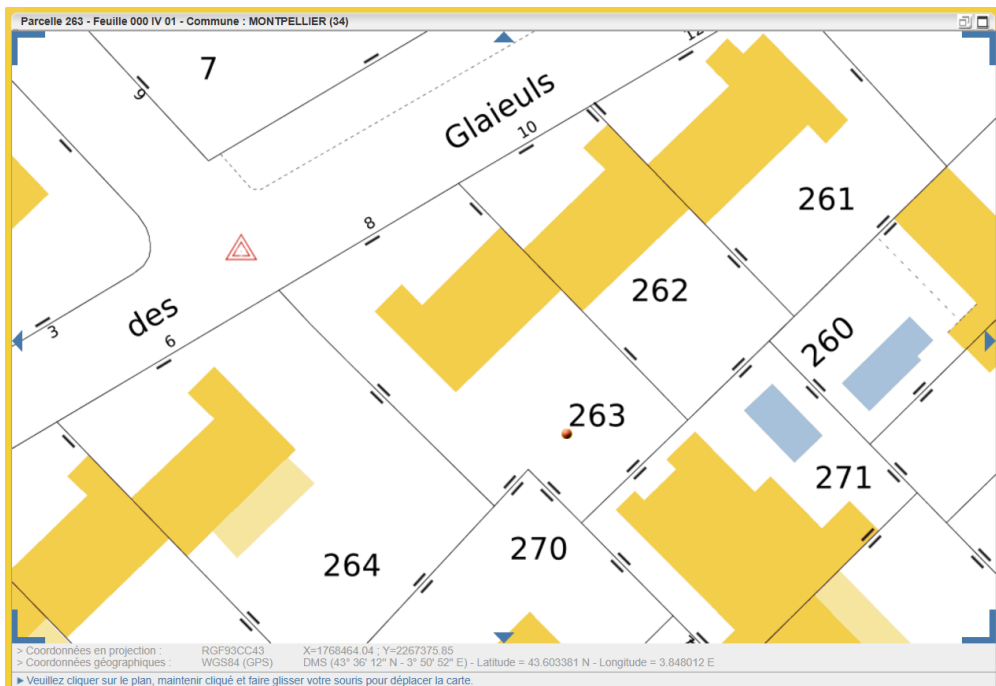 Parcelle 263 - Feuille 000 IV 01 - Commune : MONTPELLIER (34)
7
12
9
Glaieuls
10
261
8
262
des
3
6
260
263
271
270
264
> Coordonnées en projection : RGF93CC43 X=1768464.04 ; Y=2267375.85
> Coordonnées géographiques : WGS84 (GPS) DMS (43° 36' 12" N - 3° 50' 52" E) - Latitude = 43.603381 N - Longitude = 3.848012 E
Veuillez cliquer sur le plan, maintenir cliqué et faire glisser votre souris pour déplacer la carte.